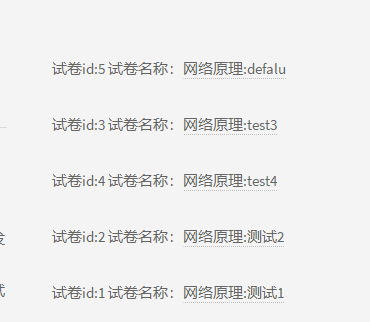 试卷id:5 试卷名称：网络原理:defalu
试卷id:3 试卷名称：网络原理:test3
试卷id:4 试卷名称：网络原理:test4
试卷id:2 试卷名称：网络原理:测试2
试卷id:1 试卷名称：网络原理:测试1